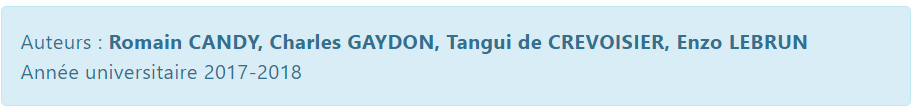 Auteurs : Romain CANDY, Charles GAYDON, Tangui de CREVOISIER, Enzo LEBRUN
Année universitaire 2017-2018